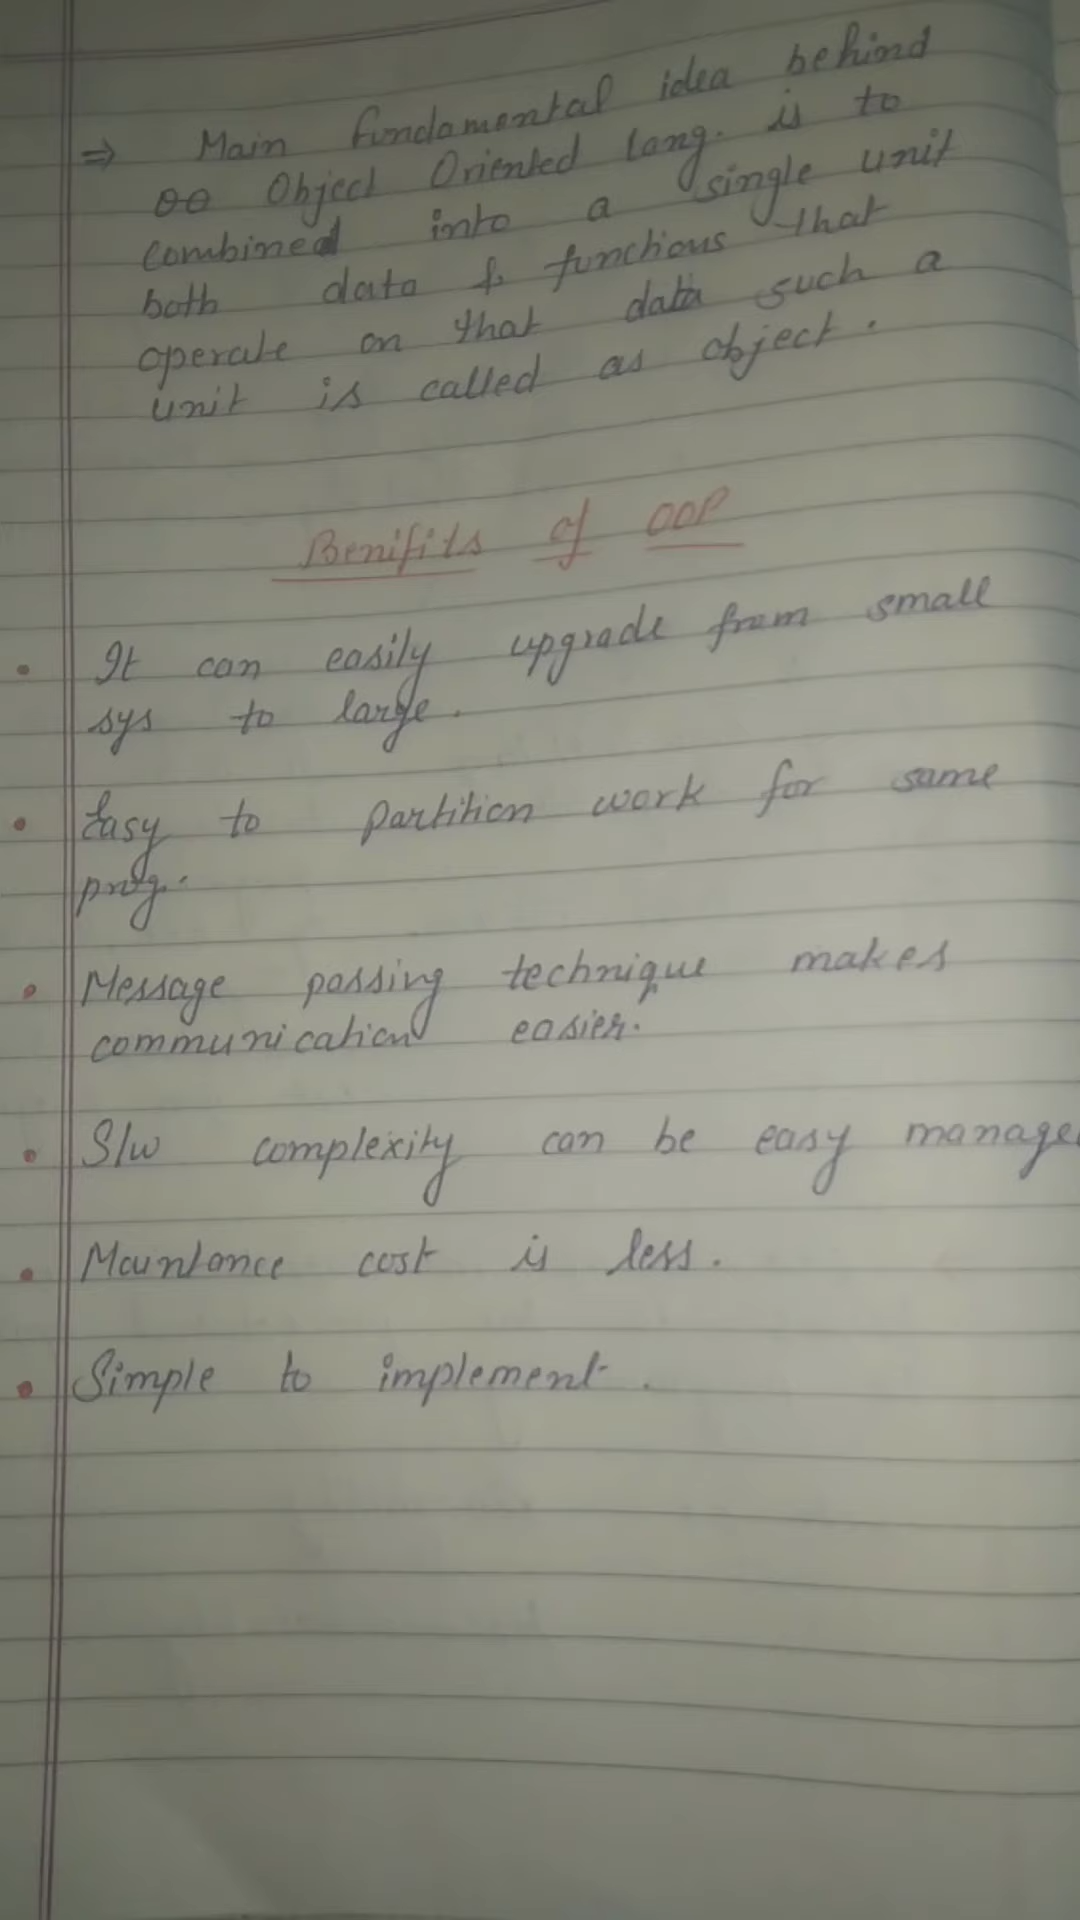 ⇒ Main fundamental idea behind
Object Oriented lang. is to
combined into a single unit
both data & functions that
operate on that data such a
unit is called as object.
Benifits of OOP
• It can easily upgrade from small
sys to large.
• Easy to partition work for same
prog.
• Message passing technique makes
communication easier.
• S/w complexity can be easy manage
• Maintance cost is less.
• Simple to implement.